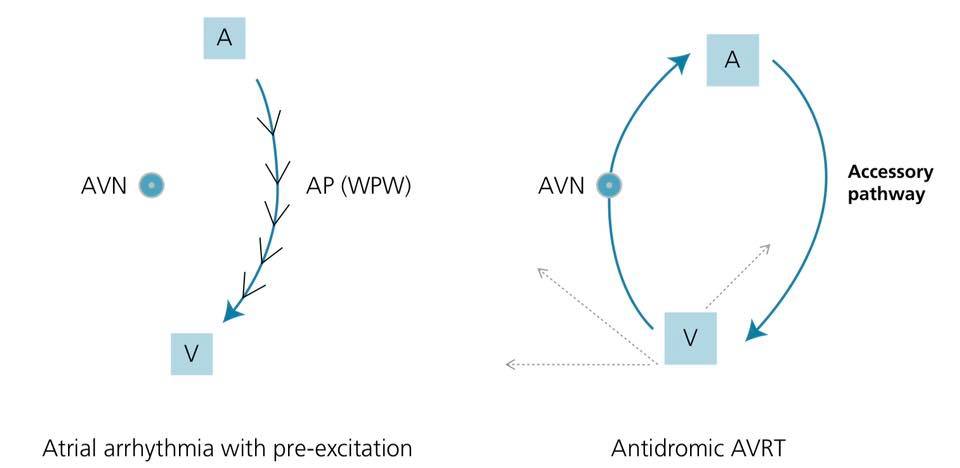 A
AVN
AP (WPW)
V
Atrial arrhythmia with pre-excitation
A
AVN
Accessory
pathway
V
Antidromic AVRT